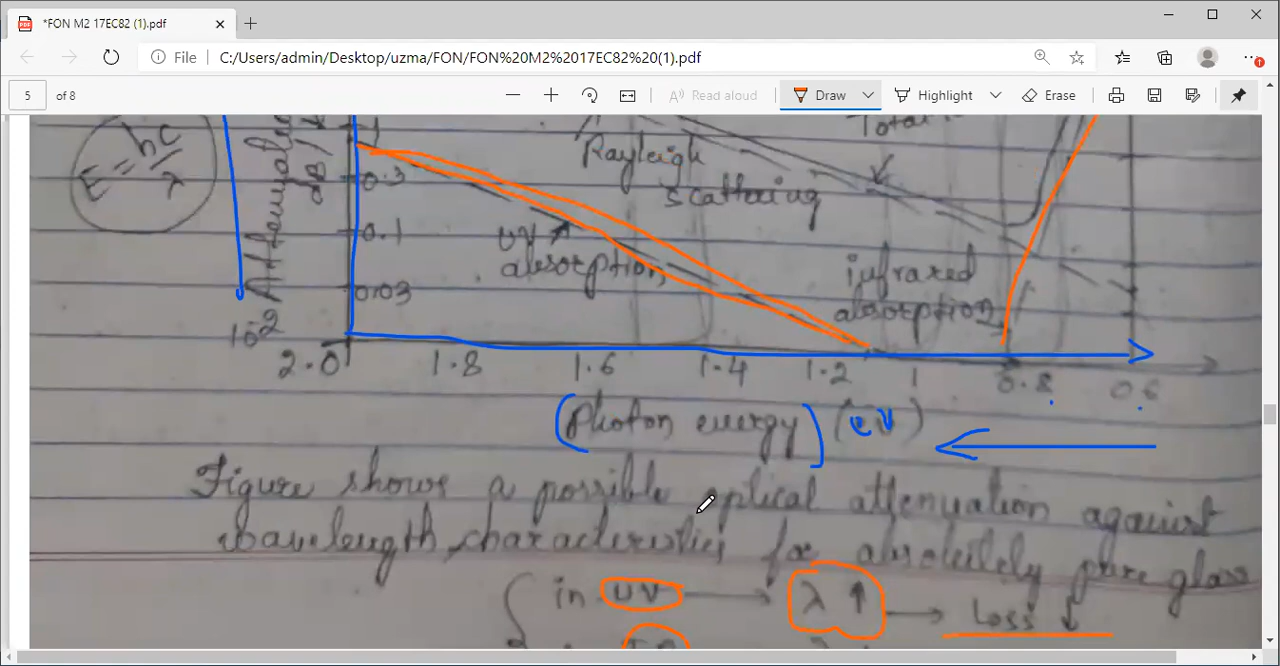 *FON M2 17EC82 (1).pdf
File
C:/Users/admin/Desktop/uzma/FON/FON%20M2%2017EC82%20(1).pdf
5 of 8
Read aloud
Draw
Highlight
Erase
E = hc/λ
Rayleigh
scattering
0.3
0.1
UV
absorption
infrared
absorption
0.03
10⁻²
2.0 1.8 1.6 1.4 1.2 1 0.8 0.6
(Photon energy) (eV)
Figure shows a possible optical attenuation against
wavelength characteristics for absolutely pure glass
in UV → λ ↑ → Loss ↓